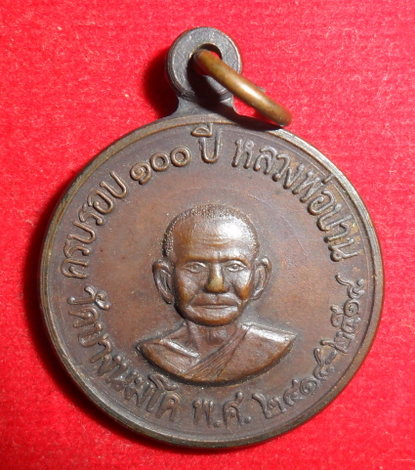 ครบรอบ ๑๐๐ ปี หลวงพ่อปาน
วัดบางนมโค พ.ศ. ๒๔๑๘-๒๕๑๘